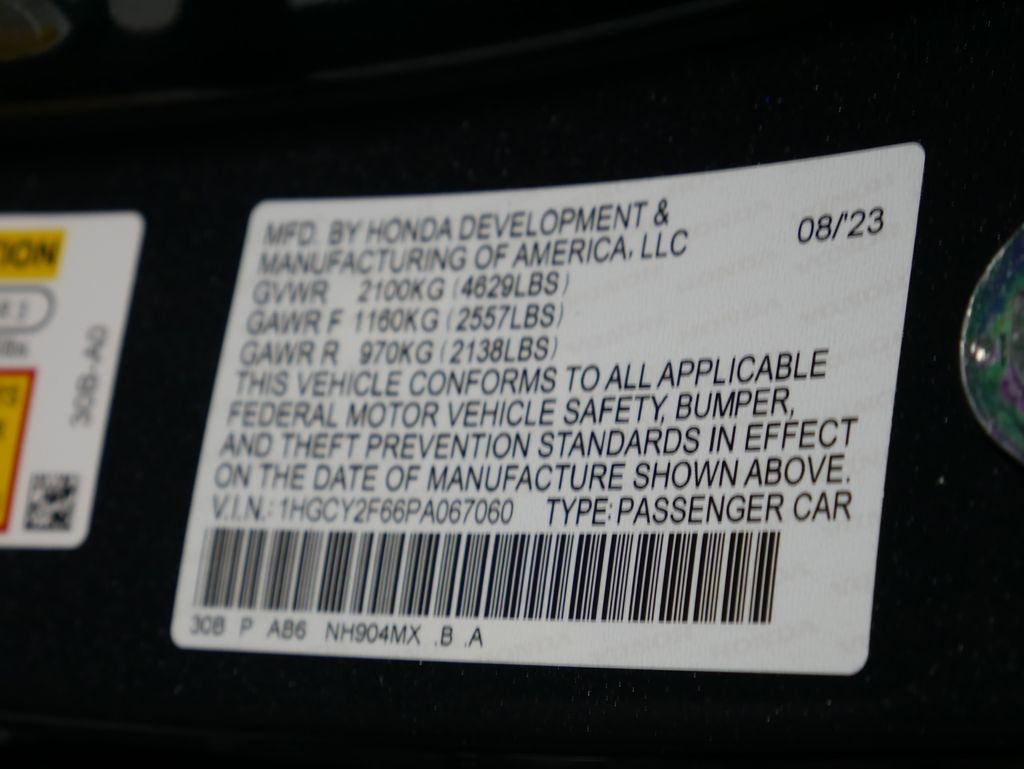 MFD. BY HONDA DEVELOPMENT &
MANUFACTURING OF AMERICA, LLC
08/'23
GVWR 2100KG (4629LBS)
GAWR F 1160KG (2557LBS)
GAWR R 970KG (2138LBS)
THIS VEHICLE CONFORMS TO ALL APPLICABLE
FEDERAL MOTOR VEHICLE SAFETY, BUMPER,
AND THEFT PREVENTION STANDARDS IN EFFECT
ON THE DATE OF MANUFACTURE SHOWN ABOVE.
V.I.N.: 1HGCY2F66PA067060 TYPE: PASSENGER CAR
30B P AB6 NH904MX .B .A
TION
30B-A0